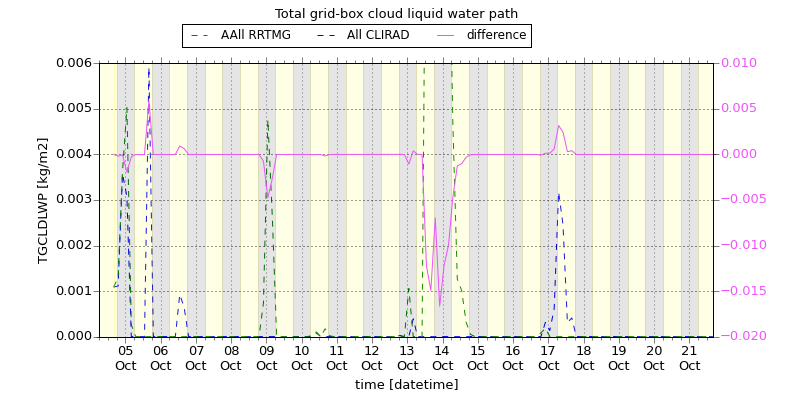 Total grid-box cloud liquid water path
AAll RRTMG All CLIRAD difference
0.006 0.010
0.005 0.005
0.004 0.000
0.003 −0.005
0.002 −0.010
0.001 −0.015
0.000 −0.020
TGCLDLWP [kg/m2]
05 06 07 08 09 10 11 12 13 14 15 16 17 18 19 20 21
Oct Oct Oct Oct Oct Oct Oct Oct Oct Oct Oct Oct Oct Oct Oct Oct Oct
time [datetime]